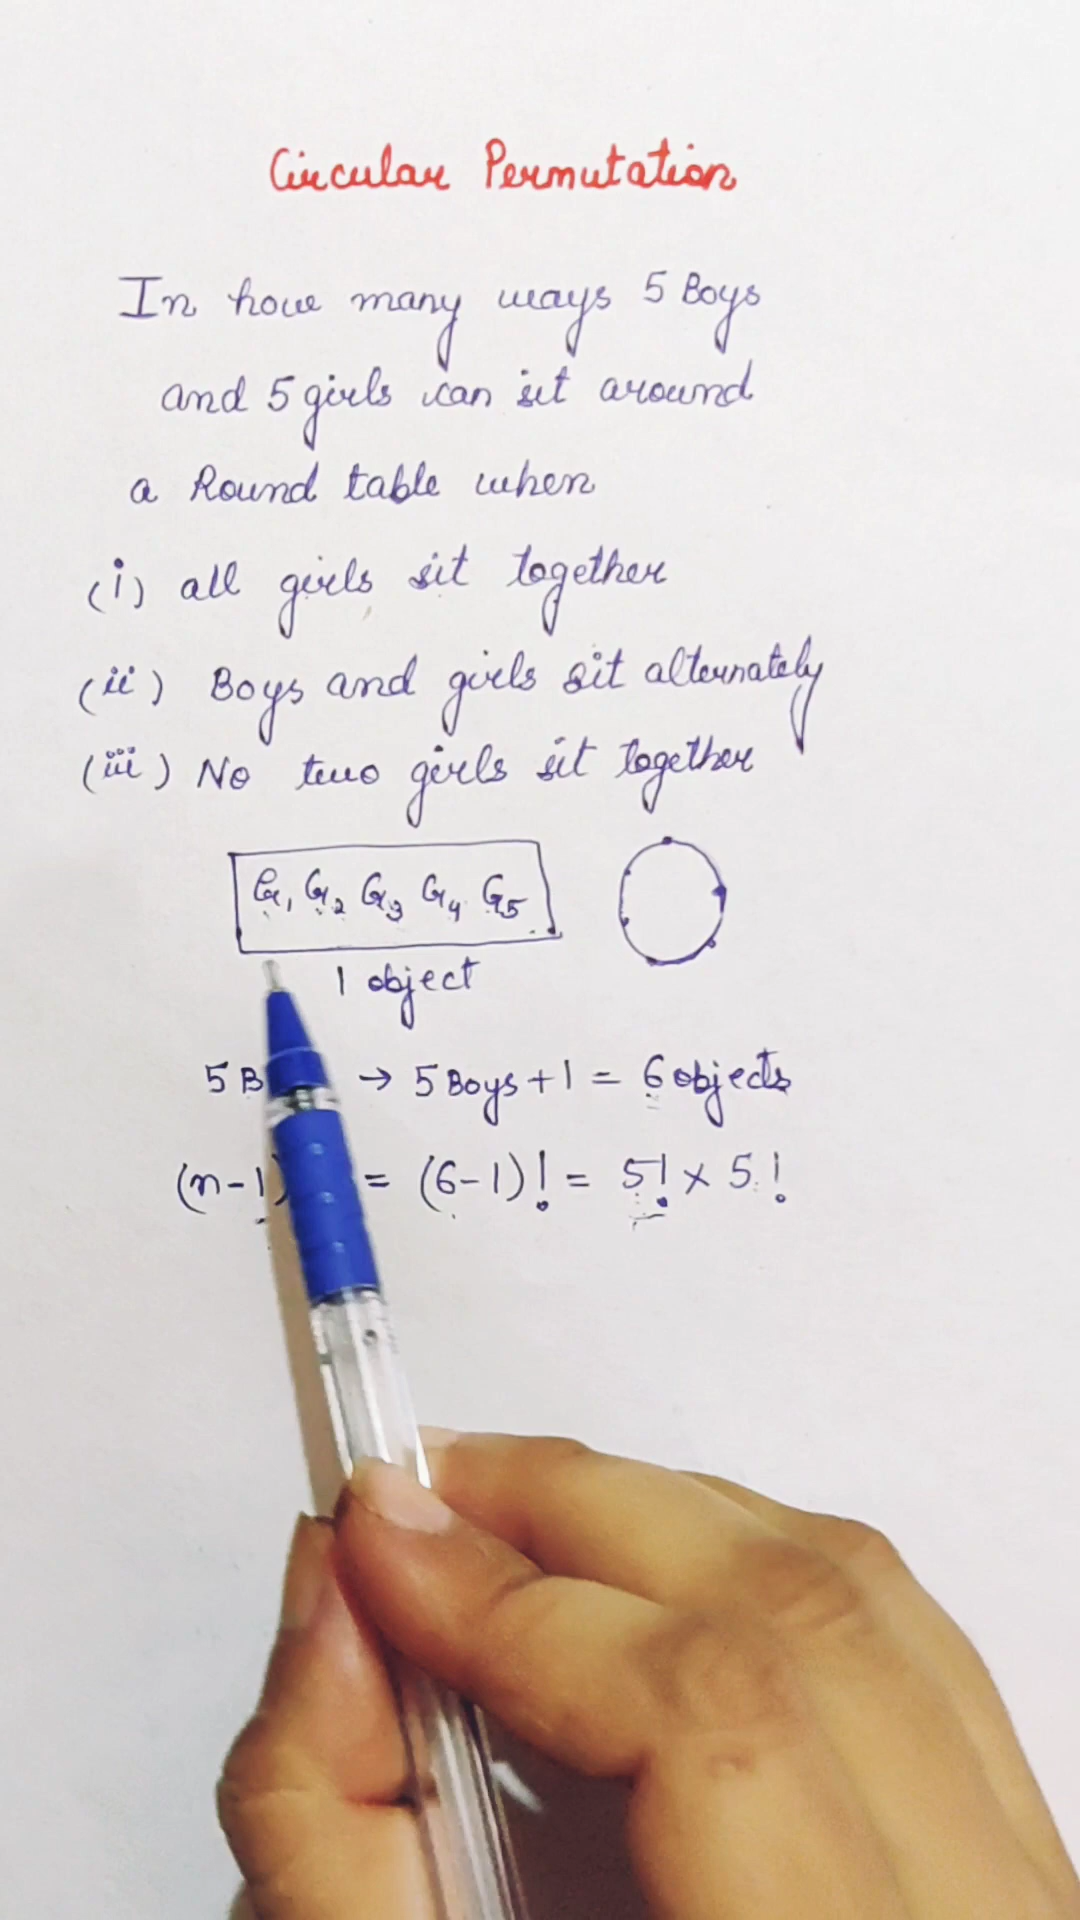 Circular Permutation
In how many ways 5 Boys
and 5 girls can sit around
a Round table when
(i) all girls sit together
(ii) Boys and girls sit alternately
(iii) No two girls sit together
G₁ G₂ G₃ G₄ G₅
1 object
5 B → 5 Boys + 1 = 6 objects
(n-1) = (6-1)! = 5! × 5!